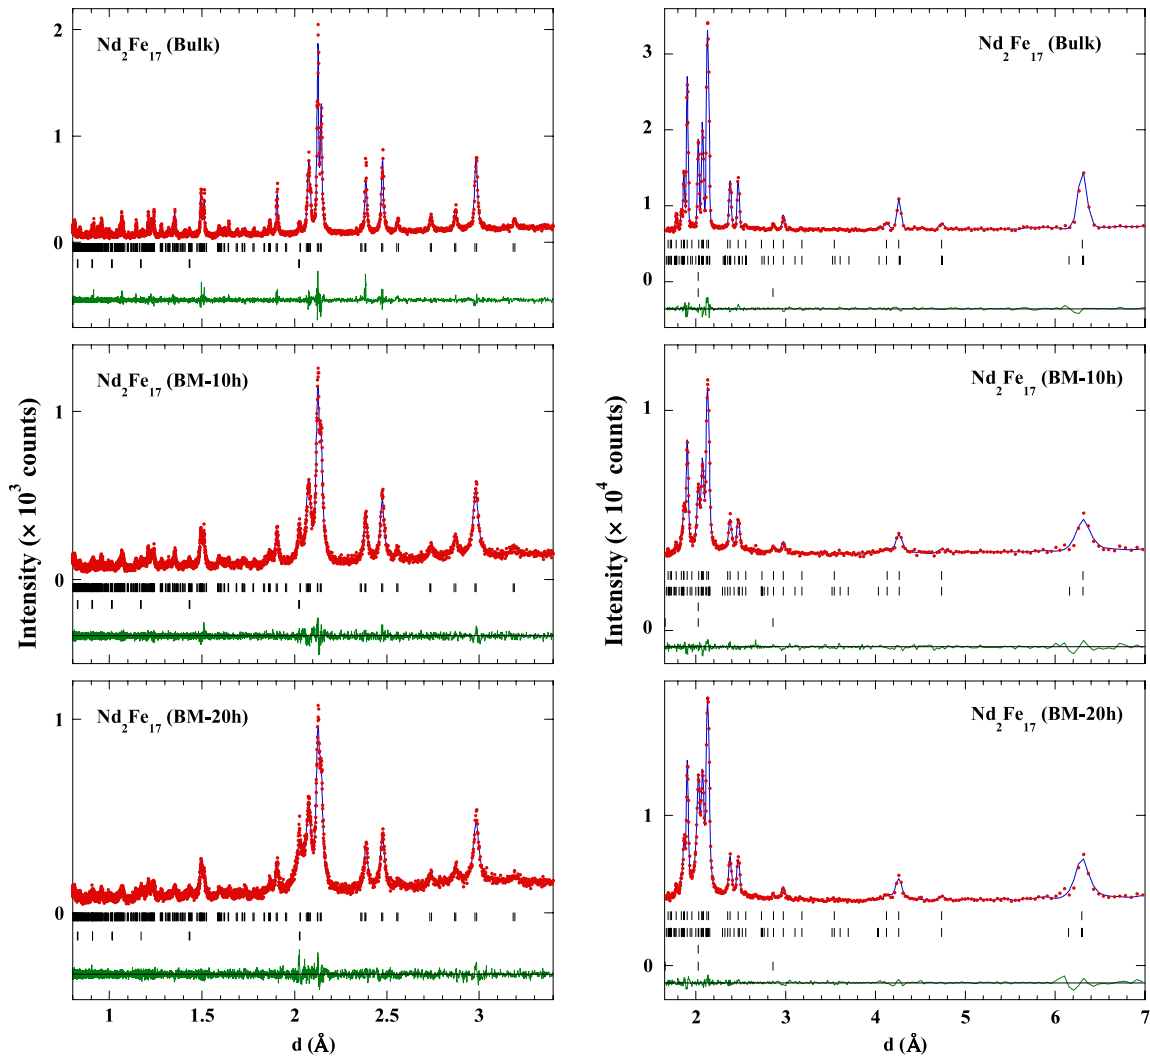 Nd₂Fe₁₇ (Bulk)
2
1
0
Nd₂Fe₁₇ (BM-10h)
1
0
Nd₂Fe₁₇ (BM-20h)
1
0
Intensity (× 10³ counts)
1 1.5 2 2.5 3
d (Å)
Nd₂Fe₁₇ (Bulk)
3
2
1
0
Nd₂Fe₁₇ (BM-10h)
1
0
Nd₂Fe₁₇ (BM-20h)
1
0
Intensity (× 10⁴ counts)
2 3 4 5 6 7
d (Å)